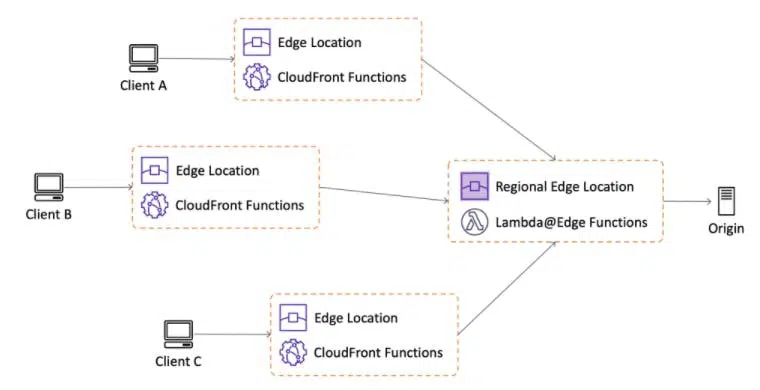 Edge Location
CloudFront Functions
Client A
Edge Location
CloudFront Functions
Client B
Regional Edge Location
Lambda@Edge Functions
Origin
Edge Location
CloudFront Functions
Client C